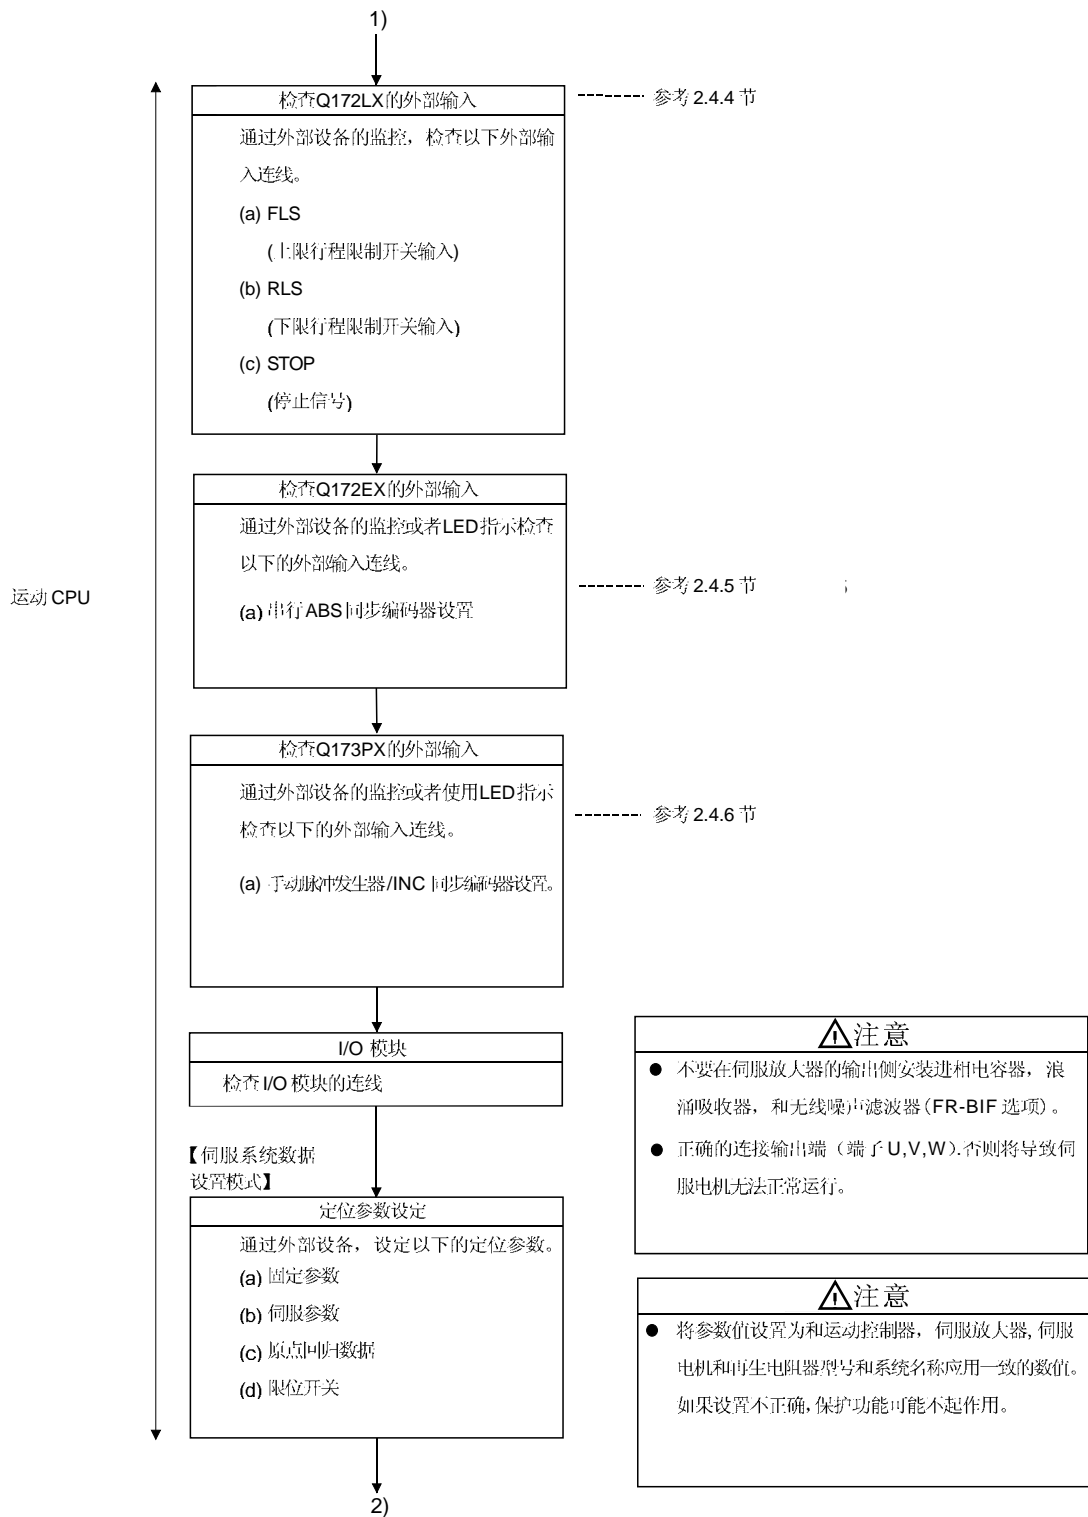 1)
检查Q172LX的外部输入
参考 2.4.4 节
通过外部设备的监控，检查以下外部输
入连线。
(a) FLS
(上限行程限制开关输入)
(b) RLS
(下限行程限制开关输入)
(c) STOP
(停止信号)
检查Q172EX的外部输入
通过外部设备的监控或者LED指示检查
以下的外部输入连线。
(a) 串行ABS同步编码器设置
参考 2.4.5 节
运动 CPU
检查Q173PX的外部输入
通过外部设备的监控或者使用LED指示
检查以下的外部输入连线。
(a) 手动脉冲发生器/INC 同步编码器设置。
参考 2.4.6 节
I/O 模块
检查 I/O 模块的连线
【伺服系统数据
设置模式】
定位参数设定
通过外部设备，设定以下的定位参数。
(a) 固定参数
(b) 伺服参数
(c) 原点回归数据
(d) 限位开关
2)
注意
● 不要在伺服放大器的输出侧安装进相电容器，浪
涌吸收器，和无线噪声滤波器(FR-BIF 选项)。
● 正确的连接输出端（端子 U,V,W).否则将导致伺
服电机无法正常运行。
注意
● 将参数值设置为和运动控制器，伺服放大器,伺服
电机和再生电阻器型号和系统名称应用一致的数值。
如果设置不正确,保护功能可能不起作用。